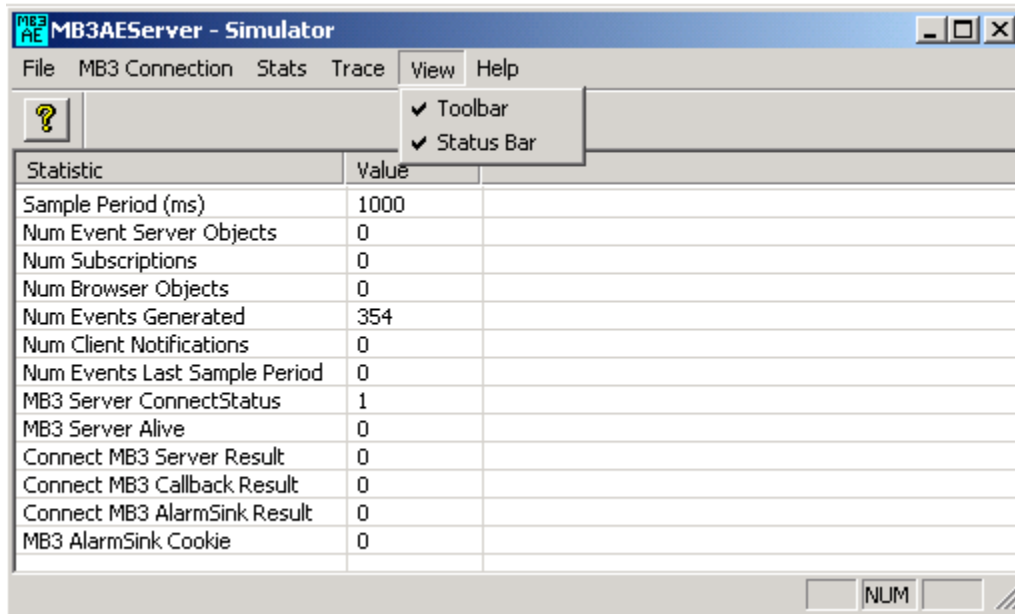 MB3 AE MB3AEServer - Simulator
File MB3 Connection Stats Trace View Help
Toolbar
Status Bar
Statistic Value
Sample Period (ms) 1000
Num Event Server Objects 0
Num Subscriptions 0
Num Browser Objects 0
Num Events Generated 354
Num Client Notifications 0
Num Events Last Sample Period 0
MB3 Server ConnectStatus 1
MB3 Server Alive 0
Connect MB3 Server Result 0
Connect MB3 Callback Result 0
Connect MB3 AlarmSink Result 0
MB3 AlarmSink Cookie 0
NUM